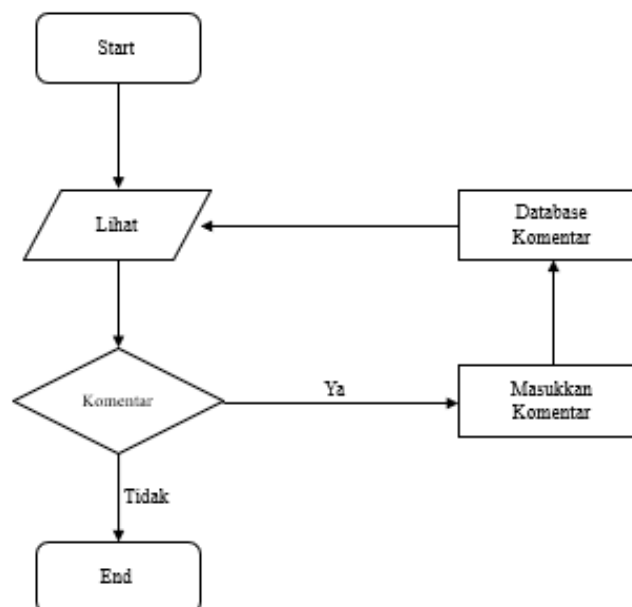 Start
Lihat
Database
Komentar
Komentar
Ya
Masukkan
Komentar
Tidak
End